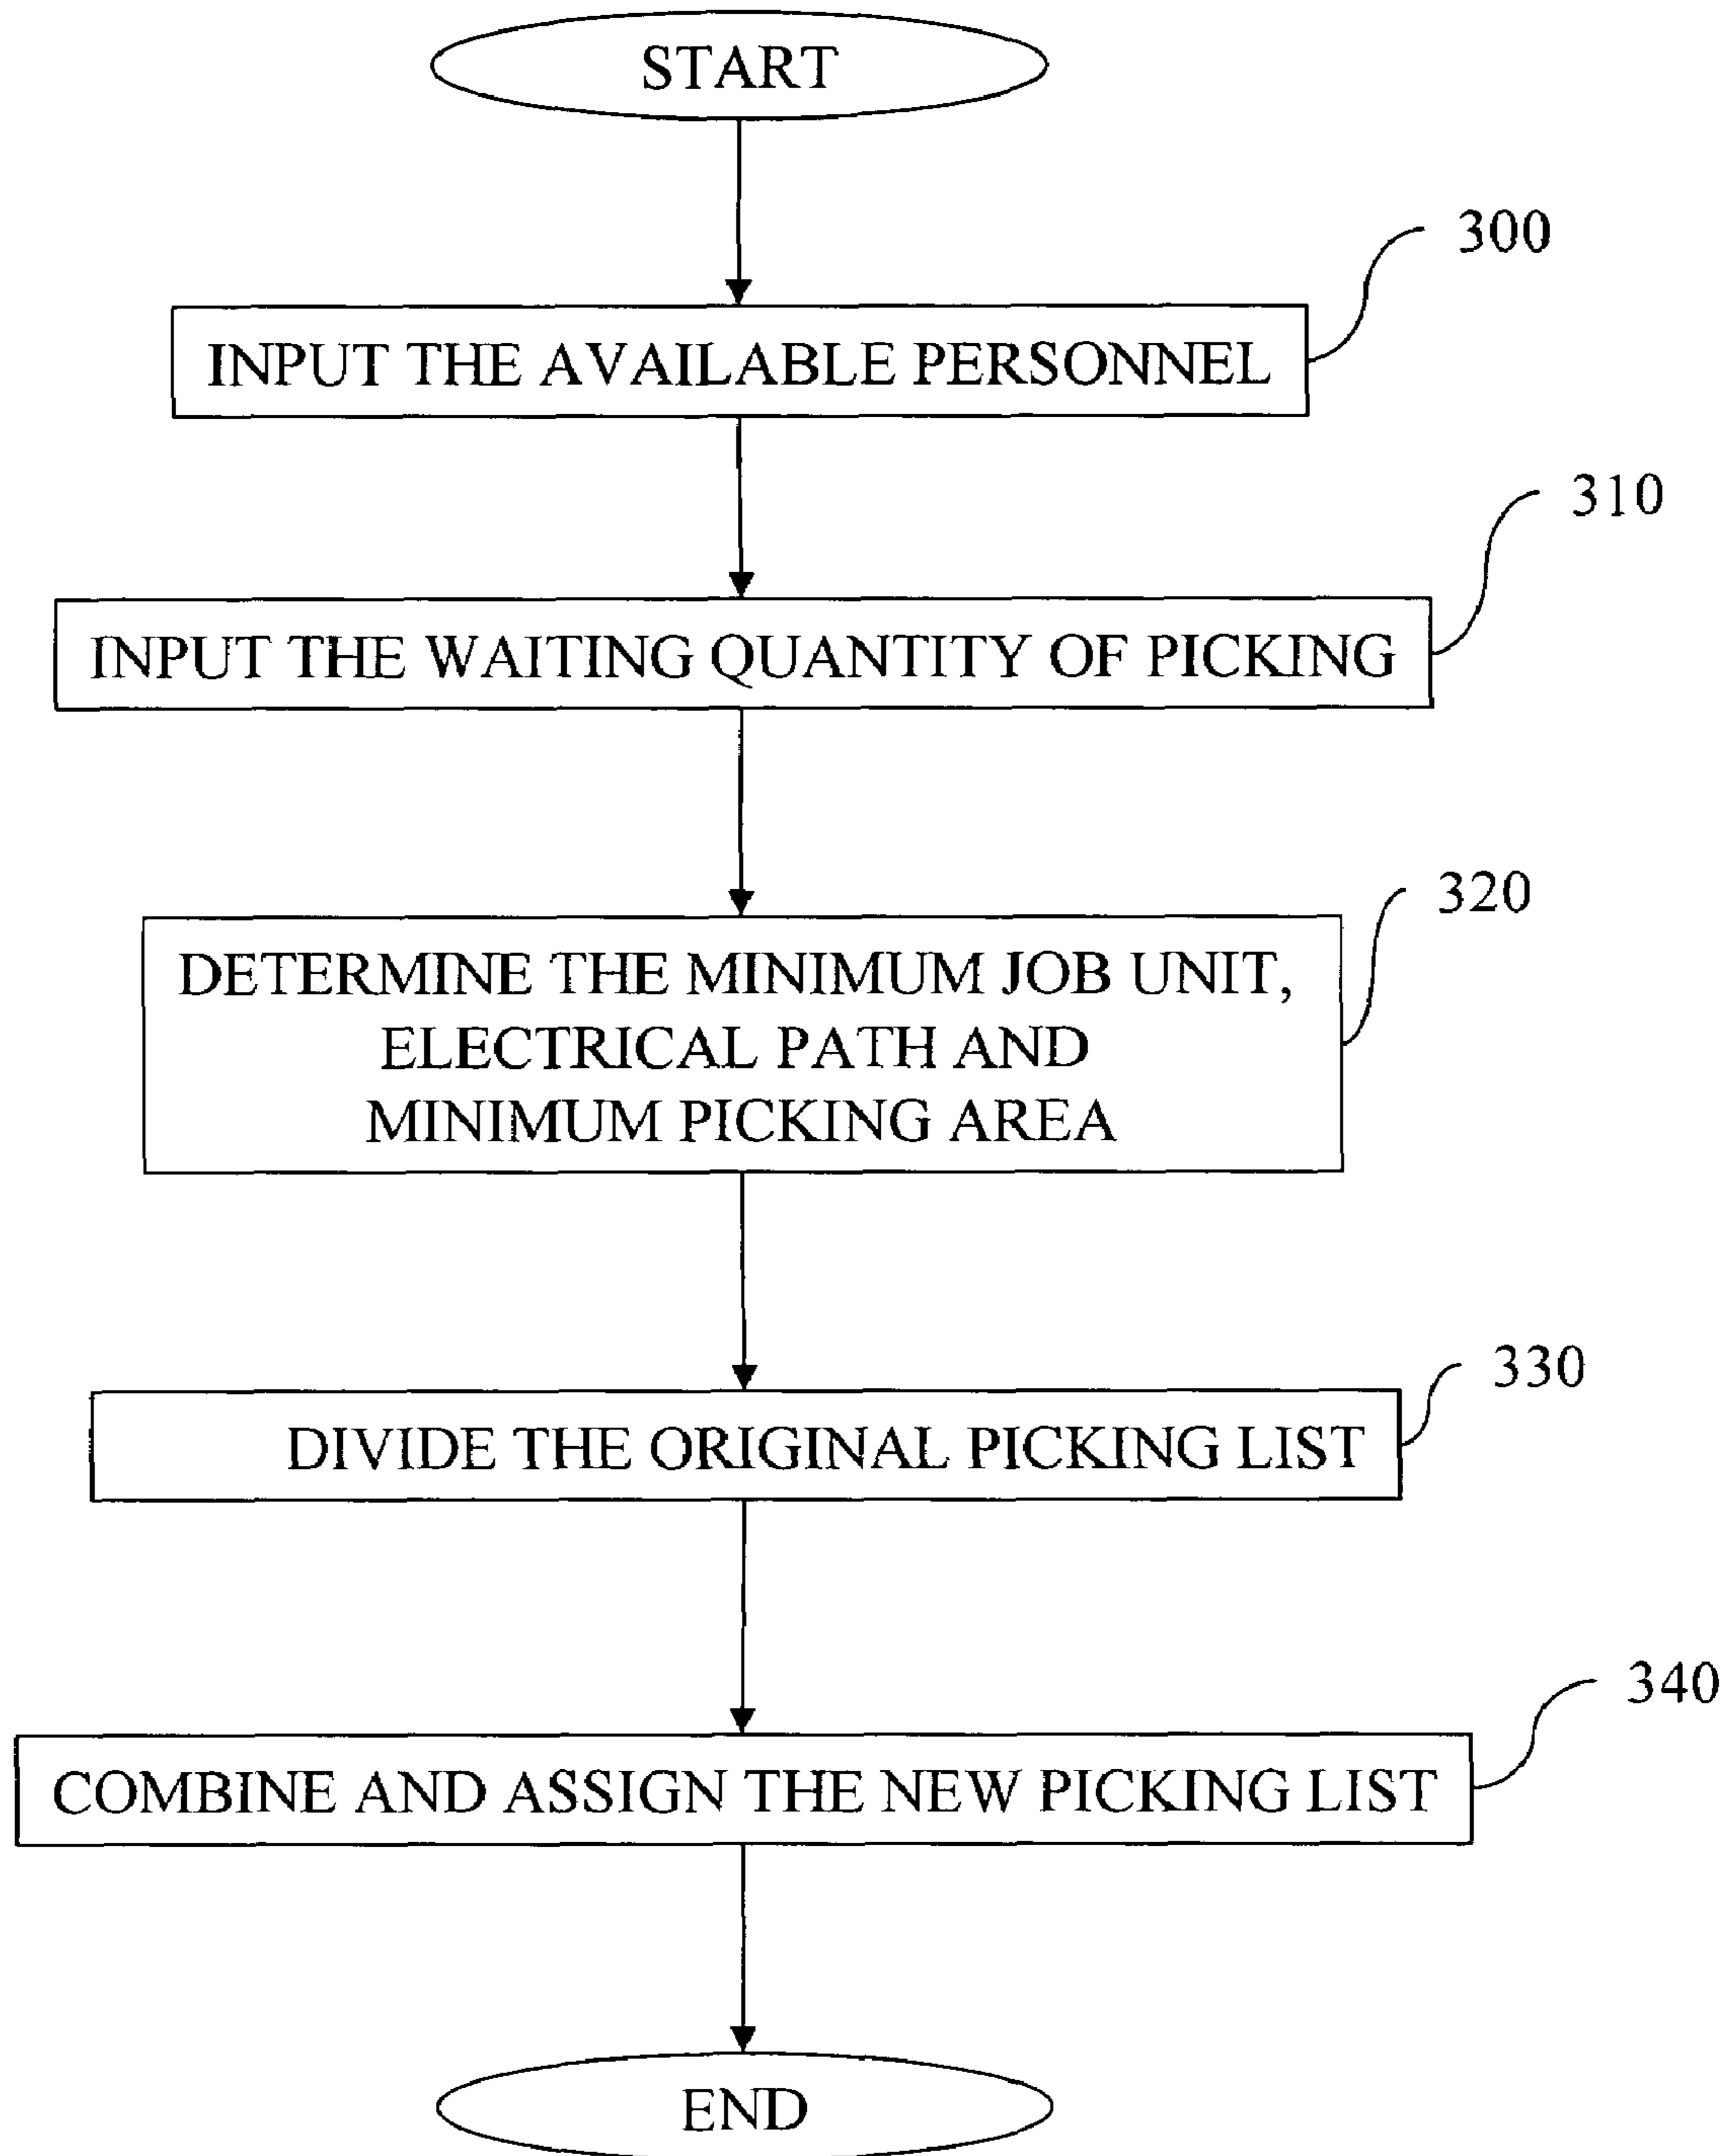 START
300
INPUT THE AVAILABLE PERSONNEL
310
INPUT THE WAITING QUANTITY OF PICKING
320
DETERMINE THE MINIMUM JOB UNIT,
ELECTRICAL PATH AND
MINIMUM PICKING AREA
330
DIVIDE THE ORIGINAL PICKING LIST
340
COMBINE AND ASSIGN THE NEW PICKING LIST
END